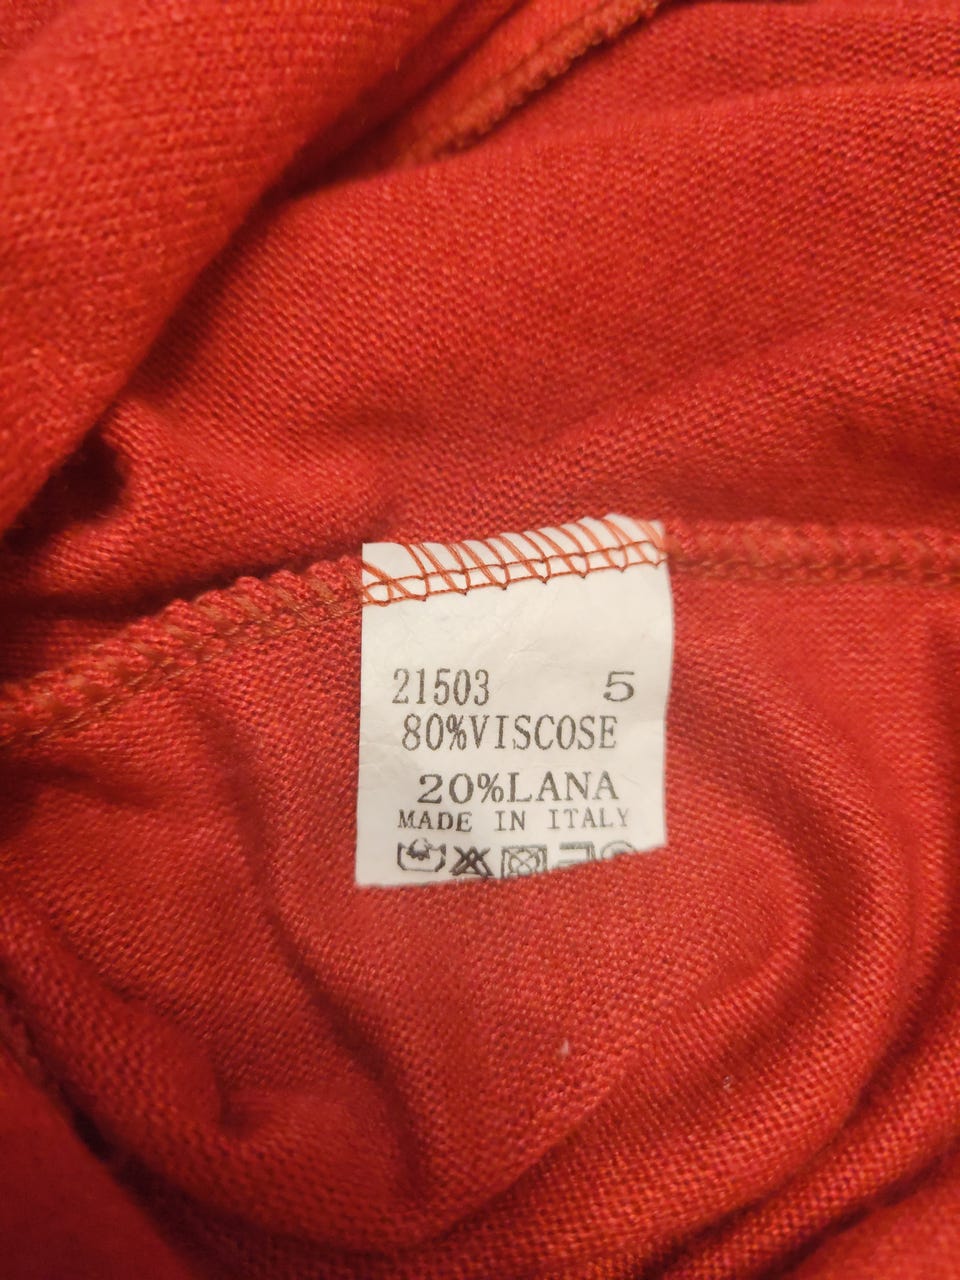 21503 5
80%VISCOSE
20%LANA
MADE IN ITALY